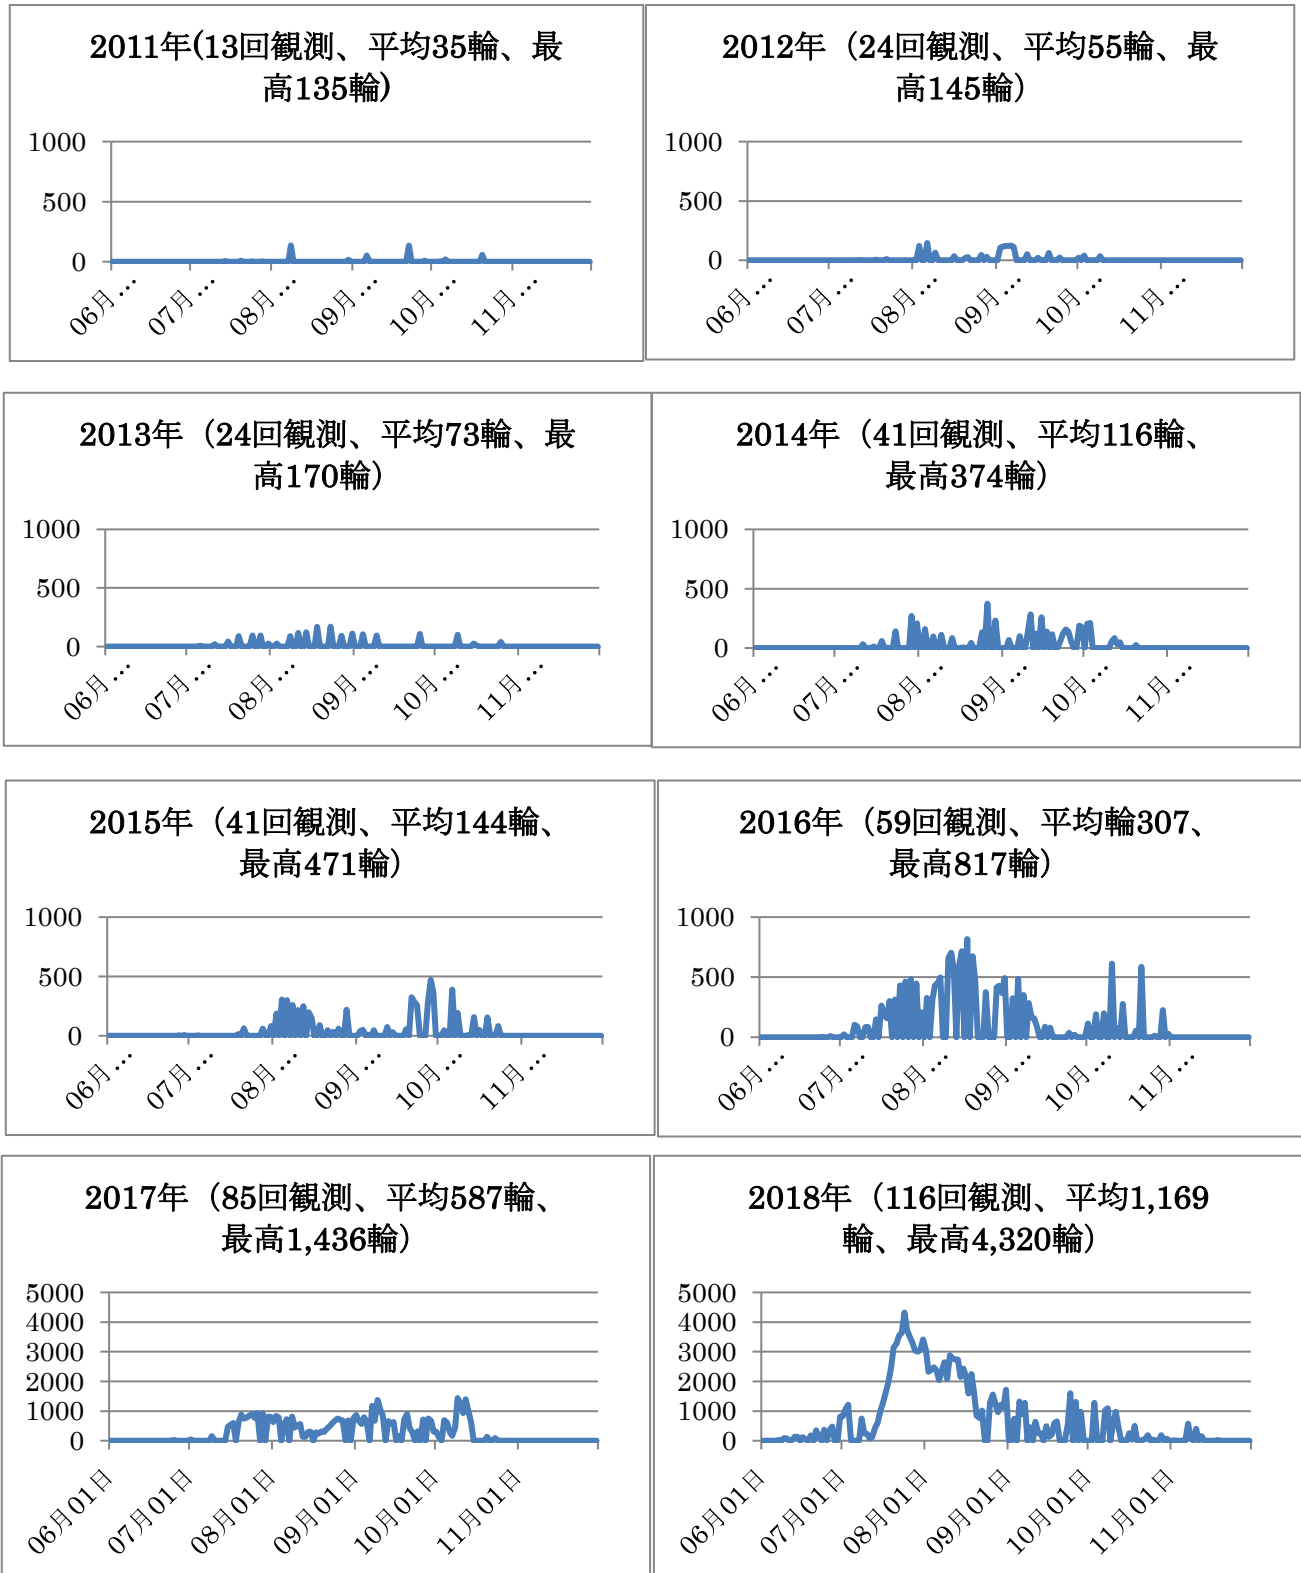 2011年(13回観測、平均35輪、最
高135輪)
1000
500
0
06月…
07月…
08月…
09月…
10月…
11月…
2012年（24回観測、平均55輪、最
高145輪）
1000
500
0
06月…
07月…
08月…
09月…
10月…
11月…
2013年（24回観測、平均73輪、最
高170輪）
1000
500
0
06月…
07月…
08月…
09月…
10月…
11月…
2014年（41回観測、平均116輪、
最高374輪）
1000
500
0
06月…
07月…
08月…
09月…
10月…
11月…
2015年（41回観測、平均144輪、
最高471輪）
1000
500
0
06月…
07月…
08月…
09月…
10月…
11月…
2016年（59回観測、平均輪307、
最高817輪）
1000
500
0
06月…
07月…
08月…
09月…
10月…
11月…
2017年（85回観測、平均587輪、
最高1,436輪）
5000
4000
3000
2000
1000
0
06月01日
07月01日
08月01日
09月01日
10月01日
11月01日
2018年（116回観測、平均1,169
輪、最高4,320輪）
5000
4000
3000
2000
1000
0
06月01日
07月01日
08月01日
09月01日
10月01日
11月01日